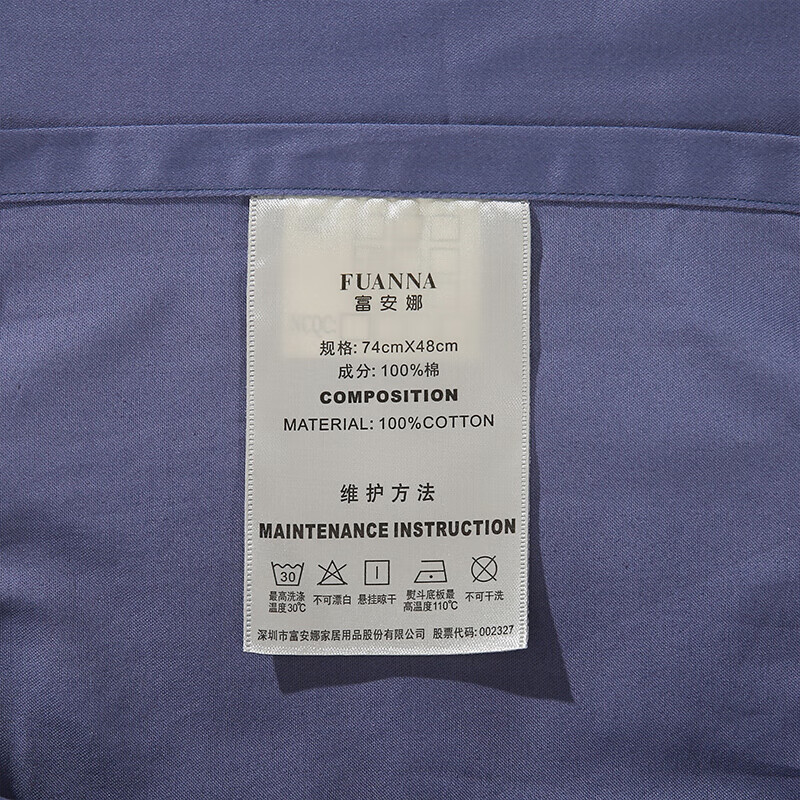 FUANNA
富安娜
规格: 74cmX48cm
成分: 100%棉
COMPOSITION
MATERIAL: 100%COTTON
维护方法
MAINTENANCE INSTRUCTION
30
最高洗涤 温度30℃
不可漂白
悬挂晾干
熨斗底板最 高温度110℃
不可干洗
深圳市富安娜家居用品股份有限公司 股票代码: 002327